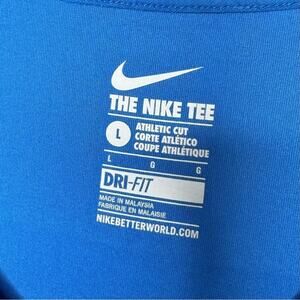 THE NIKE TEE
L
ATHLETIC CUT
CORTE ATLÉTICO
COUPE ATHLÉTIQUE
L G G
DRI-FIT
MADE IN MALAYSIA
FABRIQUÉ EN MALAISIE
NIKEBETTERWORLD.COM